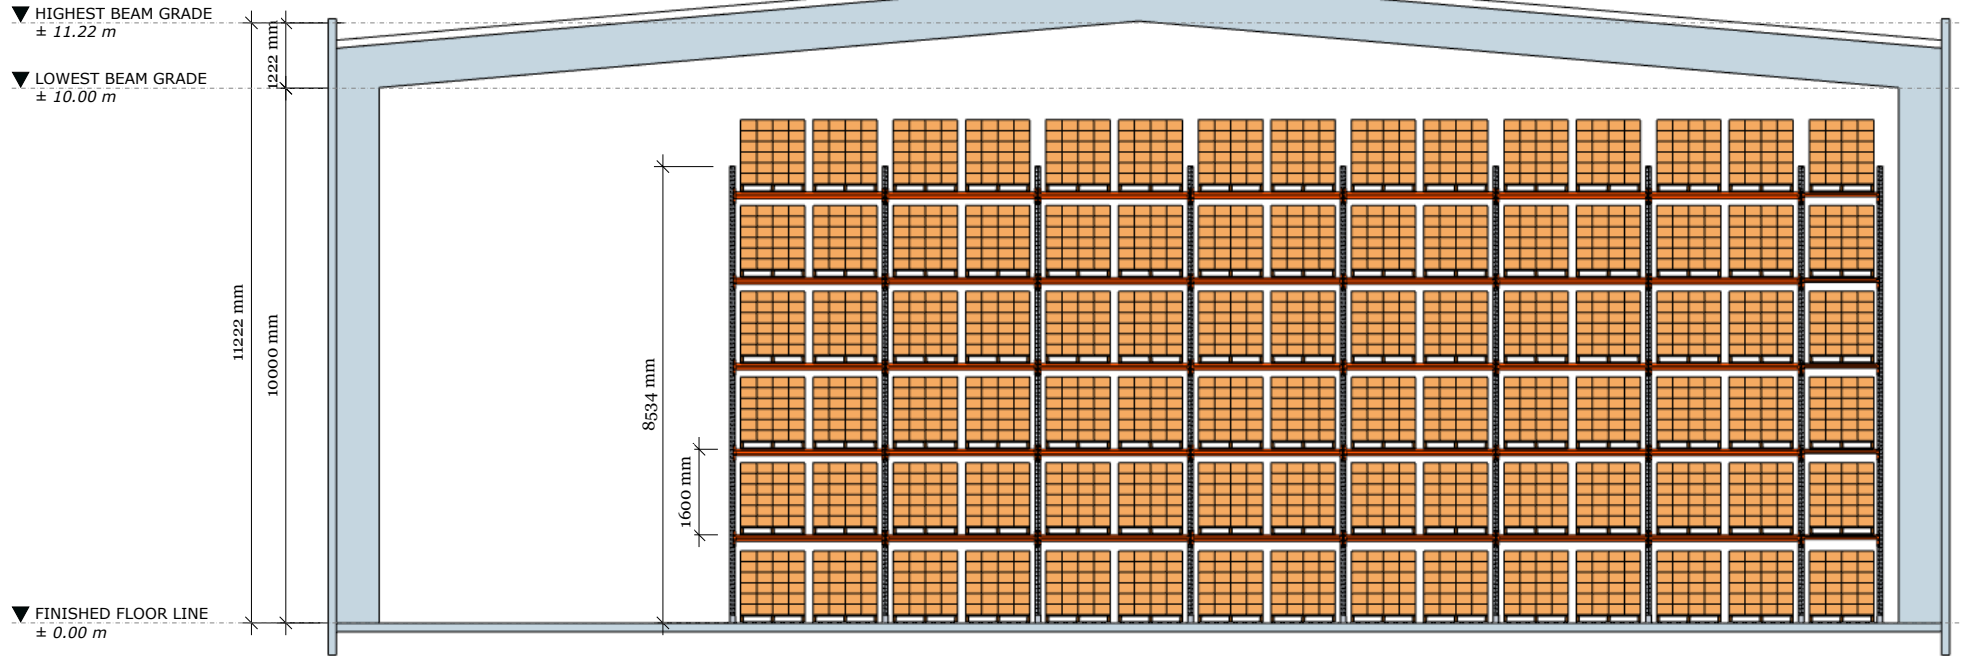 HIGHEST BEAM GRADE
± 11.22 m
1222 mm
LOWEST BEAM GRADE
± 10.00 m
11222 mm
10000 mm
8534 mm
1600 mm
FINISHED FLOOR LINE
± 0.00 m